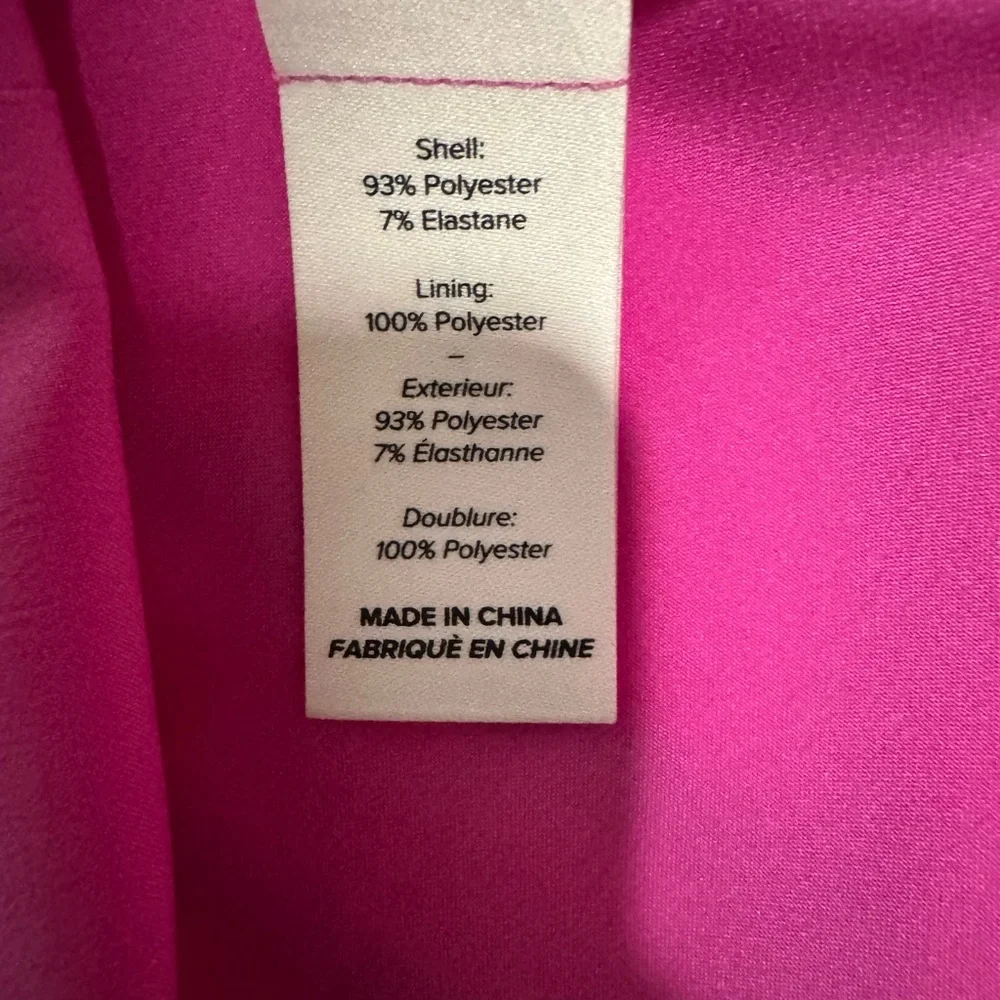 Shell:
93% Polyester
7% Elastane
Lining:
100% Polyester
–
Exterieur:
93% Polyester
7% Élasthanne
Doublure:
100% Polyester
MADE IN CHINA
FABRIQUÈ EN CHINE